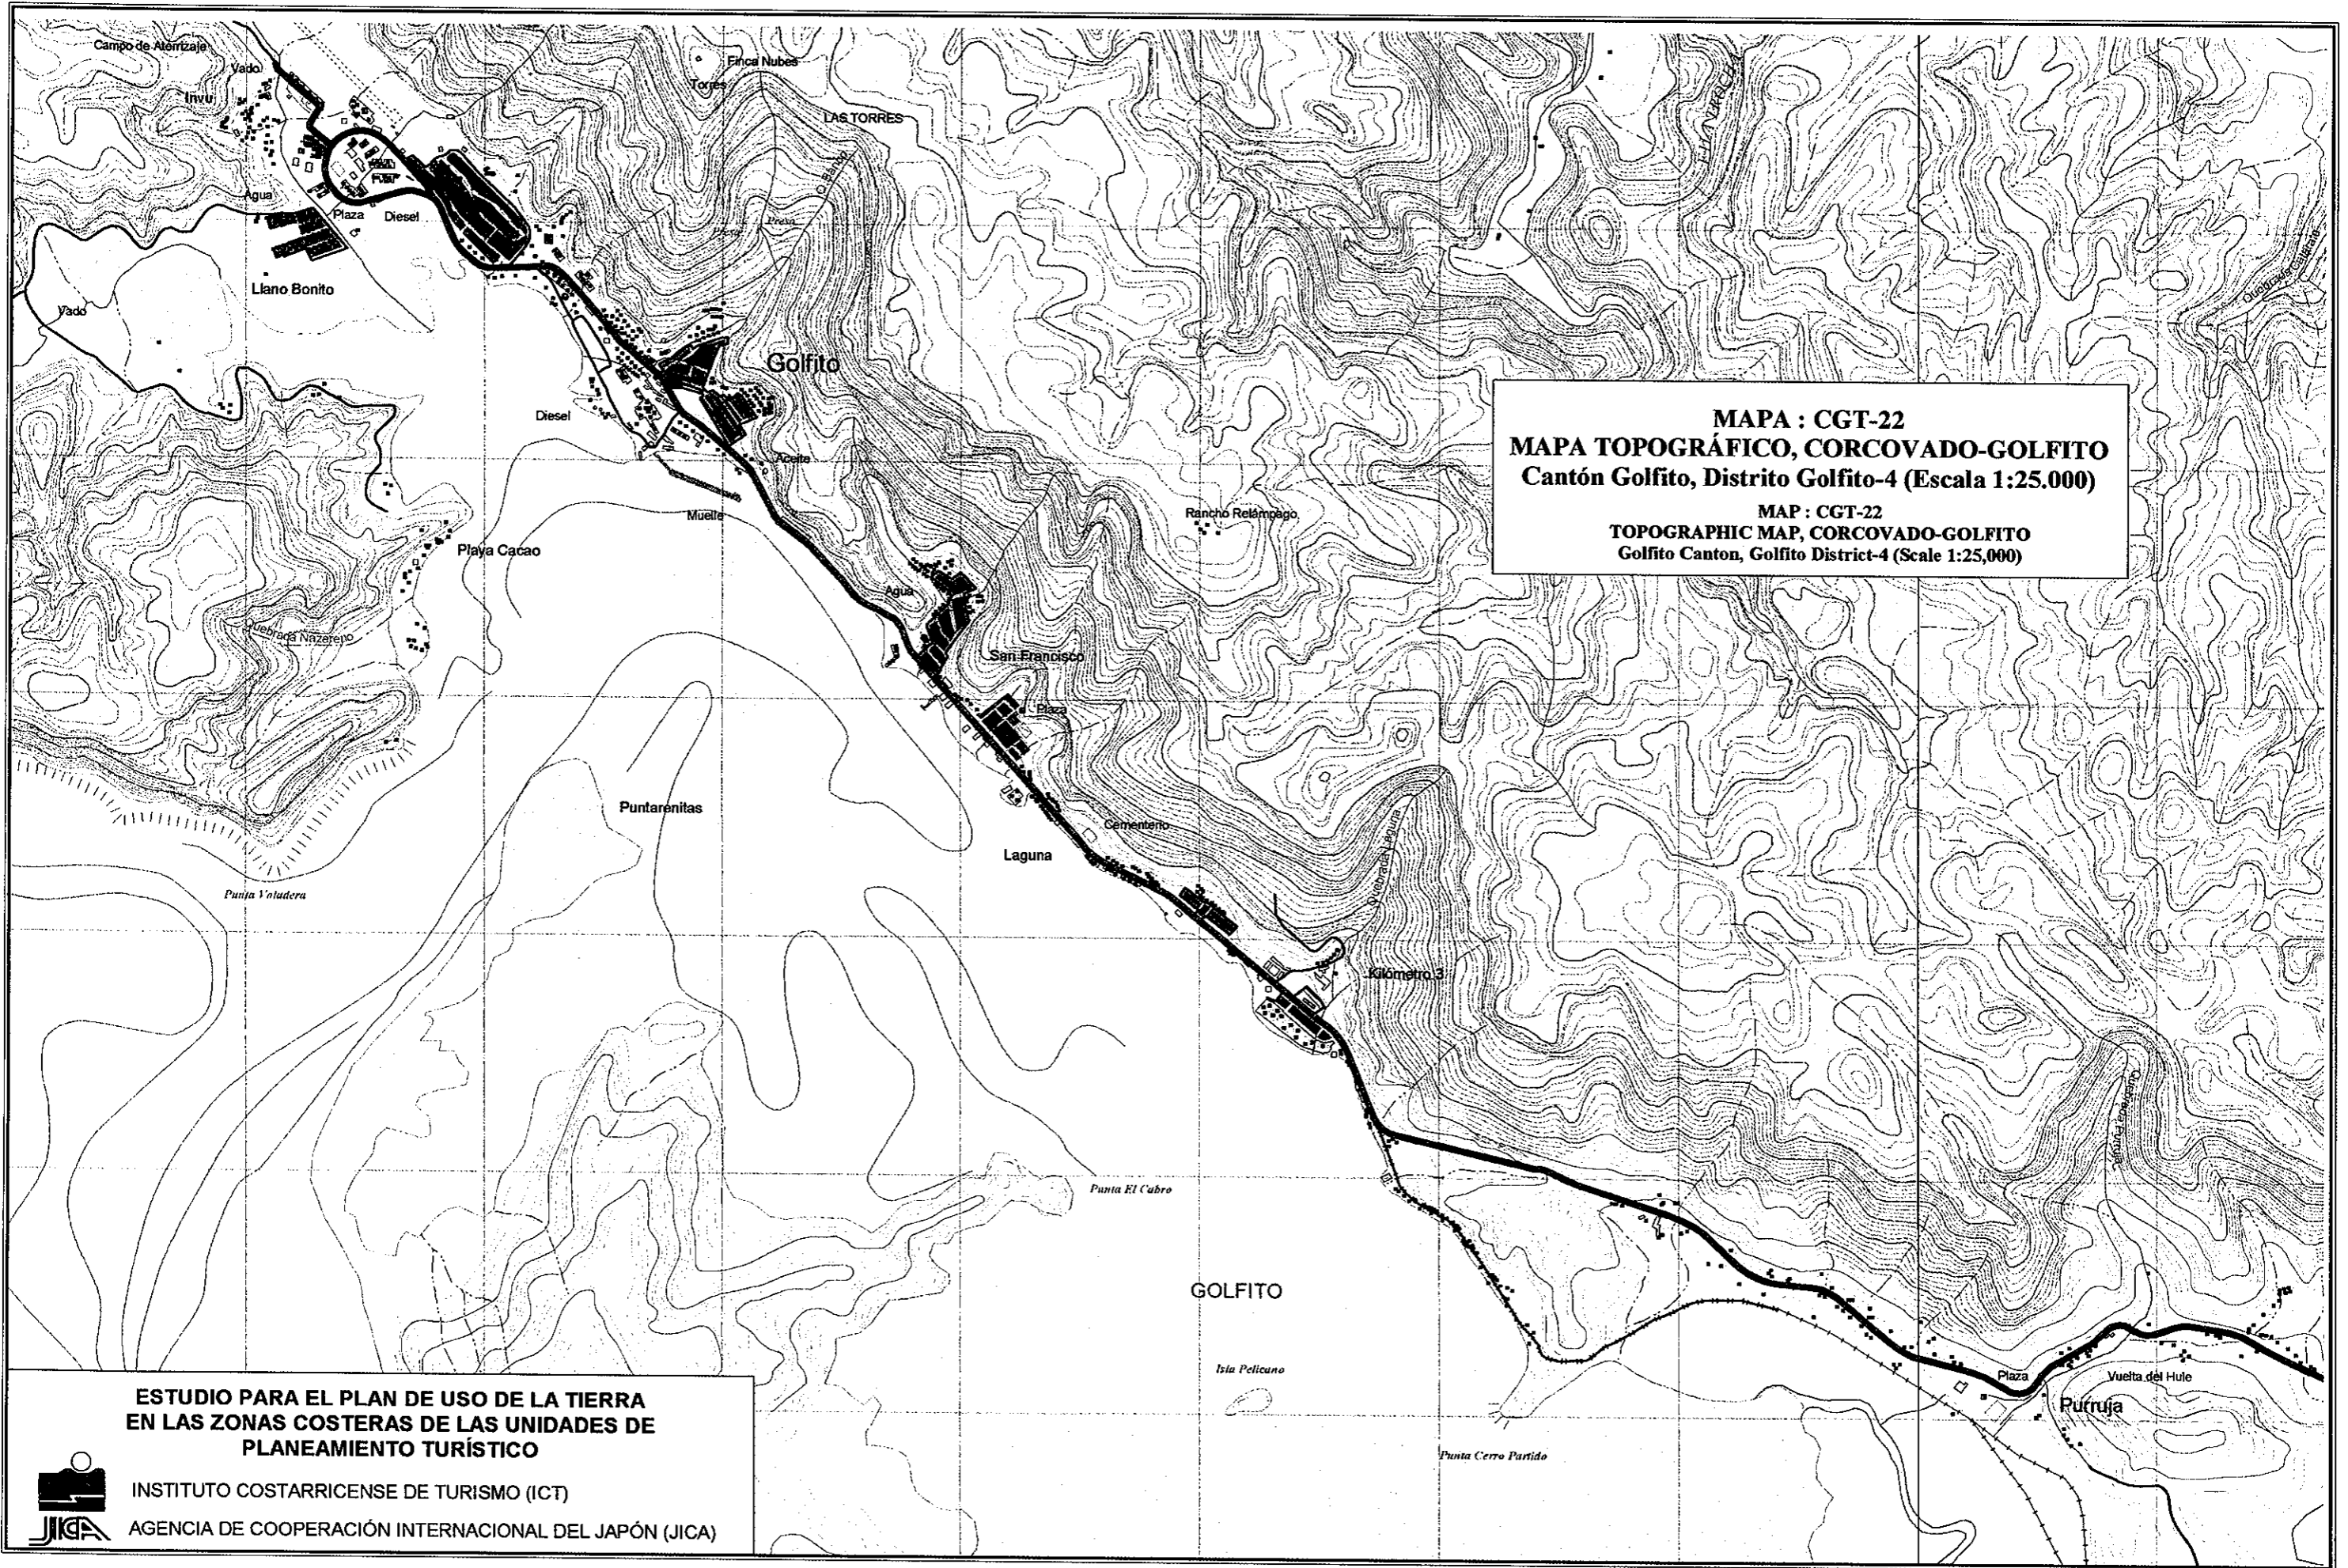 Campo de Aterrizaje
Finca Nubes
Vado
Torres
Invu
LAS TORRES
Agua
Plaza
Diesel
Presa
Llano Bonito
Vado
Golfito
Diesel
Aceite
MAPA : CGT-22
MAPA TOPOGRÁFICO, CORCOVADO-GOLFITO
Cantón Golfito, Distrito Golfito-4 (Escala 1:25.000)
MAP : CGT-22
TOPOGRAPHIC MAP, CORCOVADO-GOLFITO
Golfito Canton, Golfito District-4 (Scale 1:25,000)
Muelle
Rancho Relámpago
Playa Cacao
Agua
Quebrada Nazareno
San Francisco
Plaza
Puntarenitas
Cementerio
Quebrada Laguna
Laguna
Punta Voladera
Kilómetro 3
Quebrada Purruja
Punta El Cabro
GOLFITO
Isla Pelicano
Plaza
Vuelta del Hule
Purruja
Punta Cerro Partido
ESTUDIO PARA EL PLAN DE USO DE LA TIERRA
EN LAS ZONAS COSTERAS DE LAS UNIDADES DE
PLANEAMIENTO TURÍSTICO
INSTITUTO COSTARRICENSE DE TURISMO (ICT)
JICA
AGENCIA DE COOPERACIÓN INTERNACIONAL DEL JAPÓN (JICA)